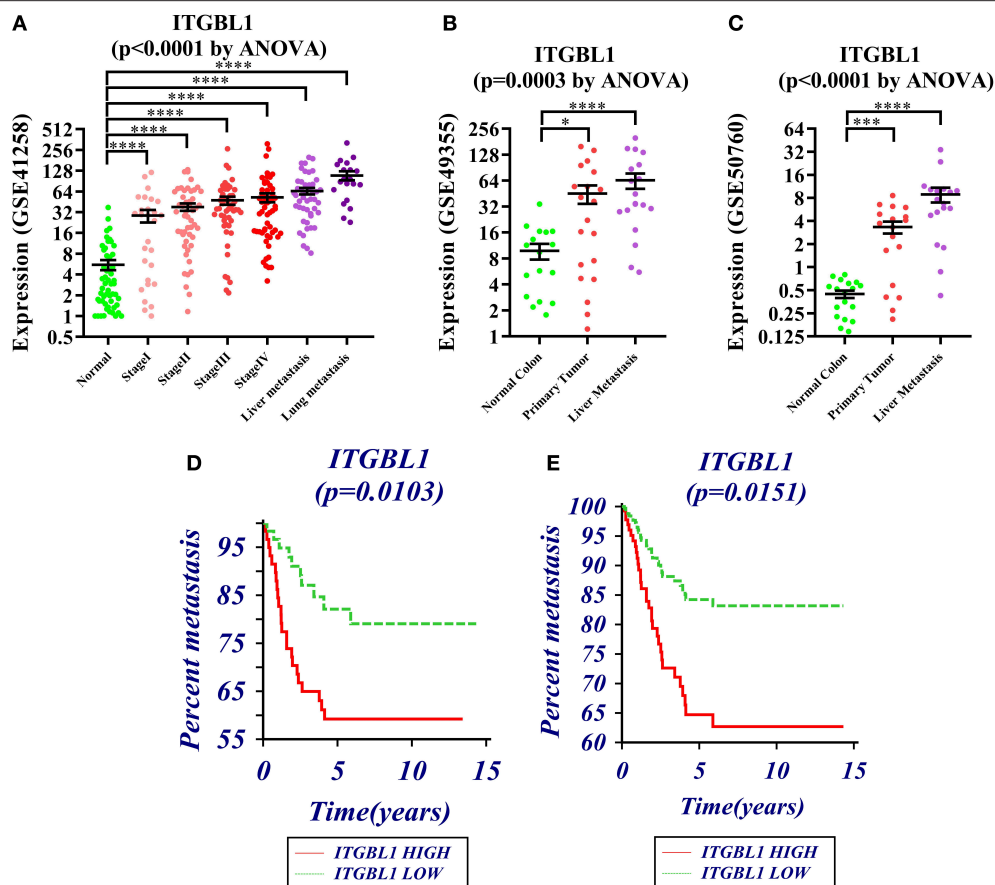 A
ITGBL1
(p<0.0001 by ANOVA)
****
****
****
****
****
****
Expression (GSE41258)
512
256
128
64
32
16
8
4
2
1
0.5
Normal
StageI
StageII
StageIII
StageIV
Liver metastasis
Lung metastasis
B
ITGBL1
(p=0.0003 by ANOVA)
****
*
Expression (GSE49355)
256
128
64
32
16
8
4
2
1
Normal Colon
Primary Tumor
Liver Metastasis
C
ITGBL1
(p<0.0001 by ANOVA)
****
***
Expression (GSE50760)
64
32
16
8
4
2
1
0.5
0.25
0.125
Normal Colon
Primary Tumor
Liver Metastasis
D
ITGBL1
(p=0.0103)
Percent metastasis
95
85
75
65
55
0 5 10 15
Time(years)
ITGBL1 HIGH
ITGBL1 LOW
E
ITGBL1
(p=0.0151)
Percent metastasis
100
95
90
85
80
75
70
65
60
0 5 10 15
Time(years)
ITGBL1 HIGH
ITGBL1 LOW